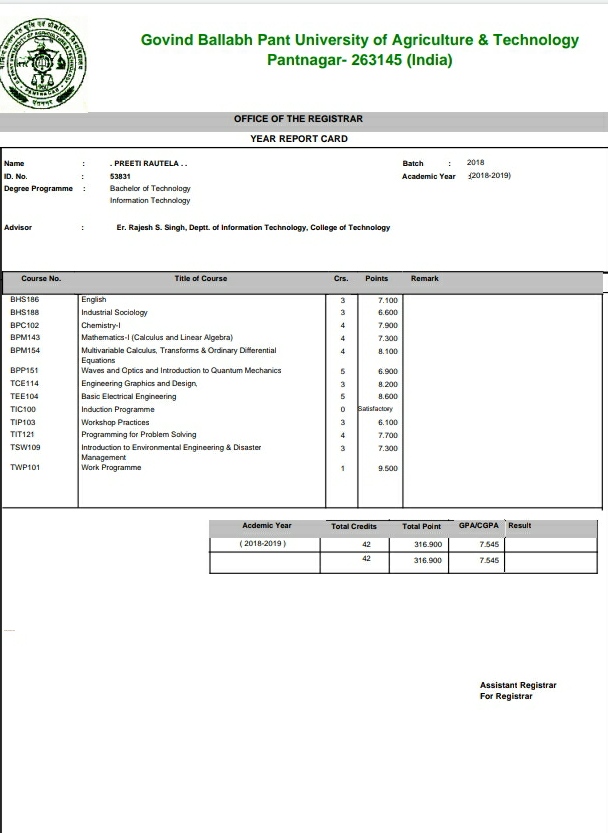 Govind Ballabh Pant University of Agriculture & Technology
Pantnagar- 263145 (India)
OFFICE OF THE REGISTRAR
YEAR REPORT CARD
Name : . PREETI RAUTELA . . Batch : 2018
ID. No. : 53831 Academic Year :(2018-2019)
Degree Programme : Bachelor of Technology
Information Technology
Advisor : Er. Rajesh S. Singh, Deptt. of Information Technology, College of Technology
Course No. Title of Course Crs. Points Remark
BHS186 English 3 7.100
BHS188 Industrial Sociology 3 6.600
BPC102 Chemistry-I 4 7.900
BPM143 Mathematics-I (Calculus and Linear Algebra) 4 7.300
BPM154 Multivariable Calculus, Transforms & Ordinary Differential 4 8.100
Equations
BPP151 Waves and Optics and Introduction to Quantum Mechanics 5 6.900
TCE114 Engineering Graphics and Design, 3 8.200
TEE104 Basic Electrical Engineering 5 8.600
TIC100 Induction Programme 0 Satisfactory
TIP103 Workshop Practices 3 6.100
TIT121 Programming for Problem Solving 4 7.700
TSW109 Introduction to Environmental Engineering & Disaster 3 7.300
Management
TWP101 Work Programme 1 9.500
Acdemic Year Total Credits Total Point GPA/CGPA Result
( 2018-2019 ) 42 316.900 7.545
42 316.900 7.545
Assistant Registrar
For Registrar